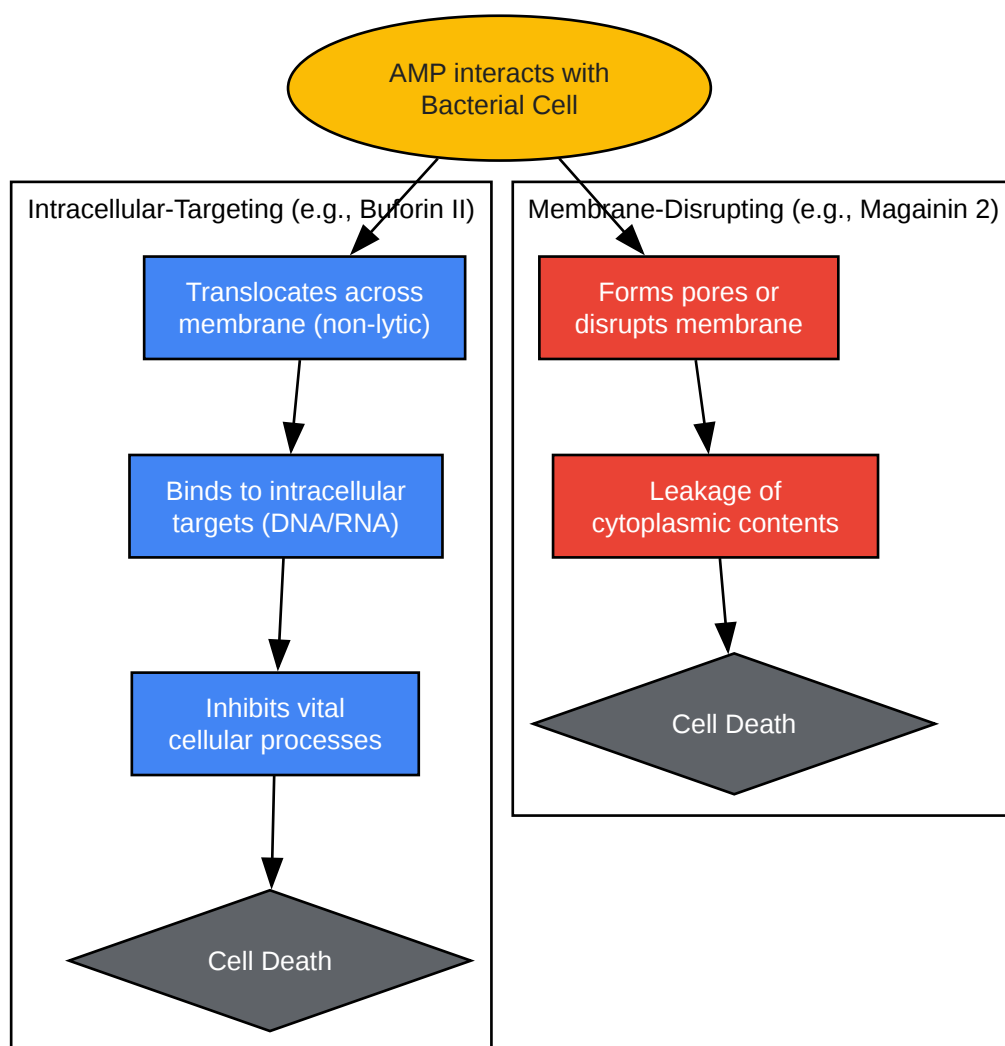 AMP interacts with
Bacterial Cell
Intracellular-Targeting (e.g., Buforin II)
Translocates across
membrane (non-lytic)
Binds to intracellular
targets (DNA/RNA)
Inhibits vital
cellular processes
Cell Death
Membrane-Disrupting (e.g., Magainin 2)
Forms pores or
disrupts membrane
Leakage of
cytoplasmic contents
Cell Death